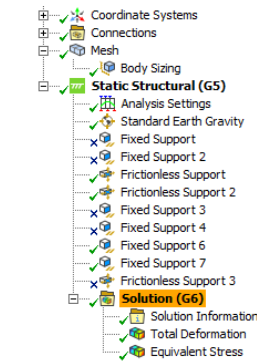 Coordinate Systems
Connections
Mesh
Body Sizing
Static Structural (G5)
Analysis Settings
Standard Earth Gravity
Fixed Support
Fixed Support 2
Frictionless Support
Frictionless Support 2
Fixed Support 3
Fixed Support 4
Fixed Support 6
Fixed Support 7
Frictionless Support 3
Solution (G6)
Solution Information
Total Deformation
Equivalent Stress